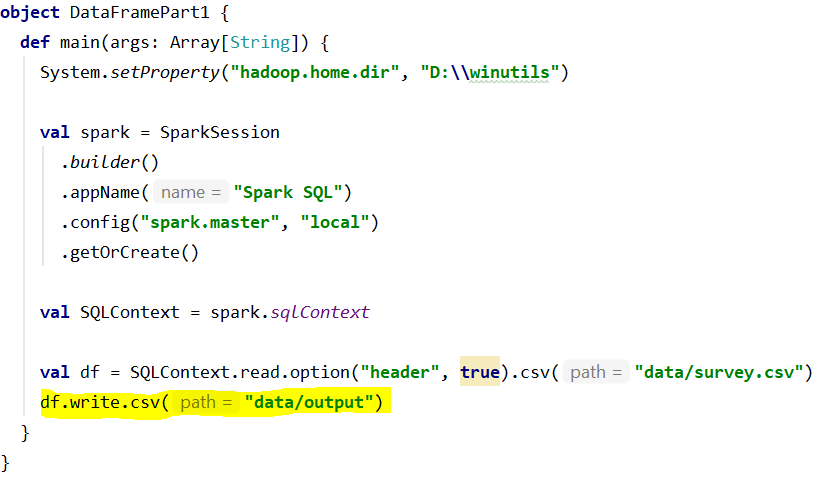 object DataFramePart1 {
  def main(args: Array[String]) {
    System.setProperty("hadoop.home.dir", "D:\\winutils")
    val spark = SparkSession
      .builder()
      .appName( name = "Spark SQL")
      .config("spark.master", "local")
      .getOrCreate()
    val SQLContext = spark.sqlContext
    val df = SQLContext.read.option("header", true).csv( path = "data/survey.csv")
    df.write.csv( path = "data/output")
  }
}